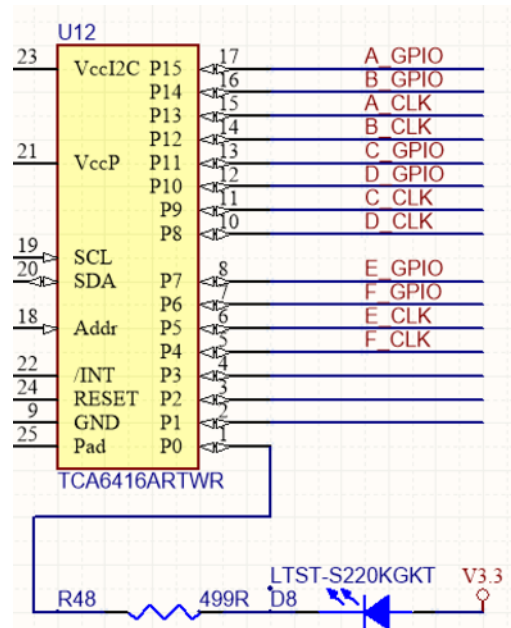 U12
23 VccI2C P15 17 A_GPIO
P14 16 B_GPIO
P13 15 A_CLK
P12 14 B_CLK
21 VccP P11 13 C_GPIO
P10 12 D_GPIO
P9 11 C_CLK
P8 10 D_CLK
19 SCL
20 SDA P7 8 E_GPIO
P6 7 F_GPIO
18 Addr P5 6 E_CLK
P4 5 F_CLK
22 /INT P3 4
24 RESET P2 3
9 GND P1 2
25 Pad P0 1
TCA6416ARTWR
LTST-S220KGKT V3.3
R48 499R D8